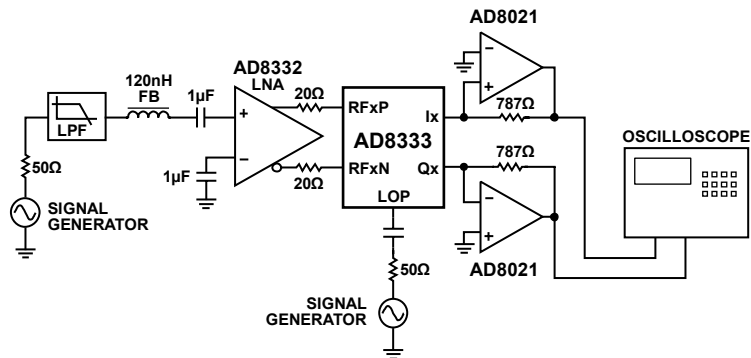 AD8021
120nH
FB
AD8332
LNA
LPF
1µF
20Ω
787Ω
RFxP
Ix
AD8333
OSCILLOSCOPE
50Ω
1µF
20Ω
RFxN
Qx
787Ω
LOP
SIGNAL
GENERATOR
50Ω
AD8021
SIGNAL
GENERATOR